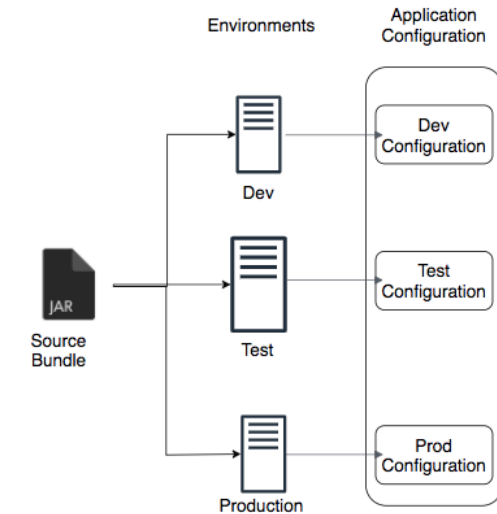 Environments
Application
Configuration
Dev
Configuration
Dev
JAR
Source
Bundle
Test
Configuration
Test
Prod
Configuration
Production